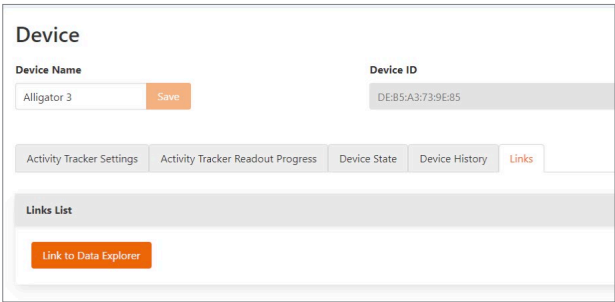 Device
Device Name
Device ID
Alligator 3
Save
DE:B5:A3:73:9E:85
Activity Tracker Settings
Activity Tracker Readout Progress
Device State
Device History
Links
Links List
Link to Data Explorer